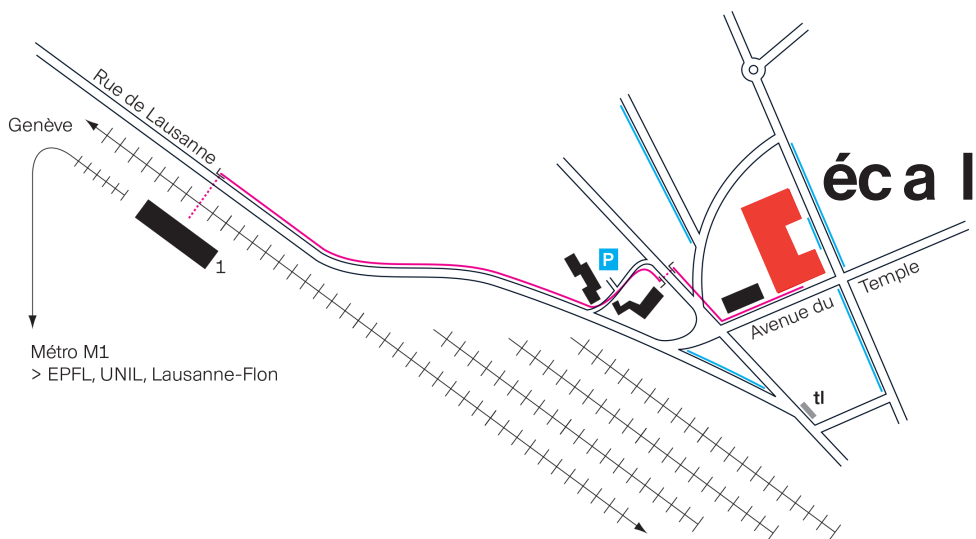 Rue de Lausanne
Genève
écal
P
1
Temple
Avenue du
Métro M1
> EPFL, UNIL, Lausanne-Flon
tl